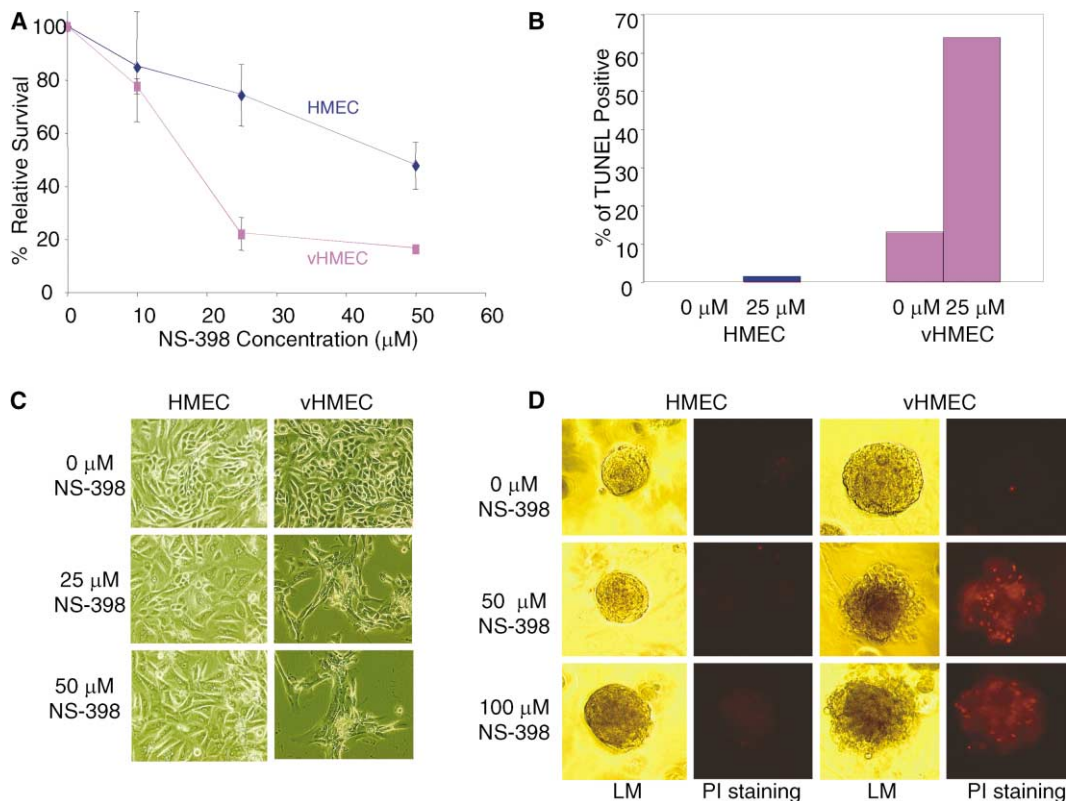 A
100
80
60
40
20
0
% Relative Survival
HMEC
vHMEC
0 10 20 30 40 50 60
NS-398 Concentration (μM)
B
70
60
50
40
30
20
10
0
% of TUNEL Positive
0 μM 25 μM 0 μM 25 μM
HMEC vHMEC
C
HMEC vHMEC
0 μM
NS-398
25 μM
NS-398
50 μM
NS-398
D
HMEC vHMEC
0 μM
NS-398
50 μM
NS-398
100 μM
NS-398
LM PI staining LM PI staining